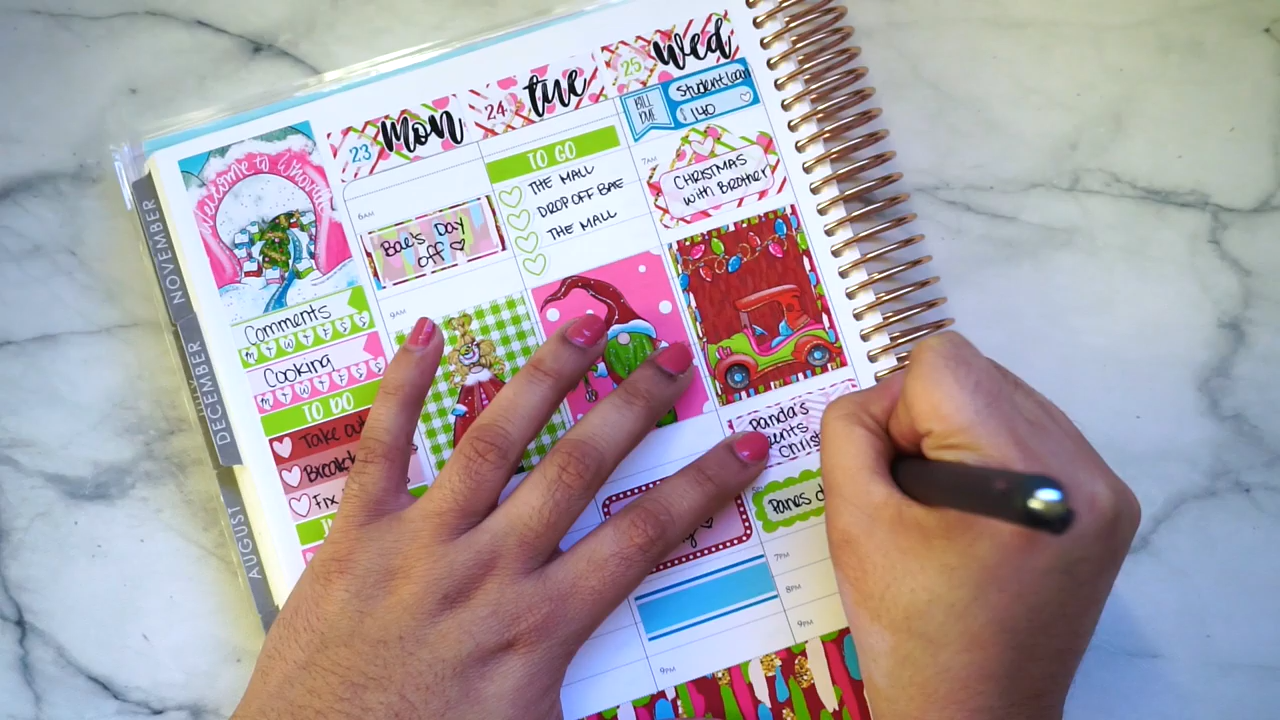 NOVEMBER
DECEMBER
AUGUST
Welcome to Whoville
Comments
M T W T F S S
Cooking
M T W T F S S
TO DO
Take out
Break
Fix
23 mon
6AM
Bae's Day
off ♡
9AM
24 tue
TO GO
THE MALL
DROP OFF BAE
THE MALL
9PM
25 wed
BILL DUE
Student loan
$ 140
7AM
CHRISTMAS
with Brother
Panda's
Panes
7PM
8PM
9PM